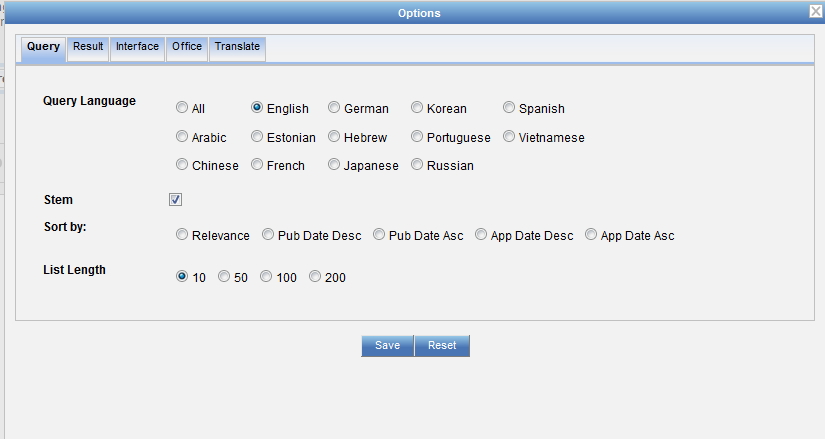 Options
Query Result Interface Office Translate
Query Language All English German Korean Spanish
Arabic Estonian Hebrew Portuguese Vietnamese
Chinese French Japanese Russian
Stem
Sort by: Relevance Pub Date Desc Pub Date Asc App Date Desc App Date Asc
List Length 10 50 100 200
Save Reset